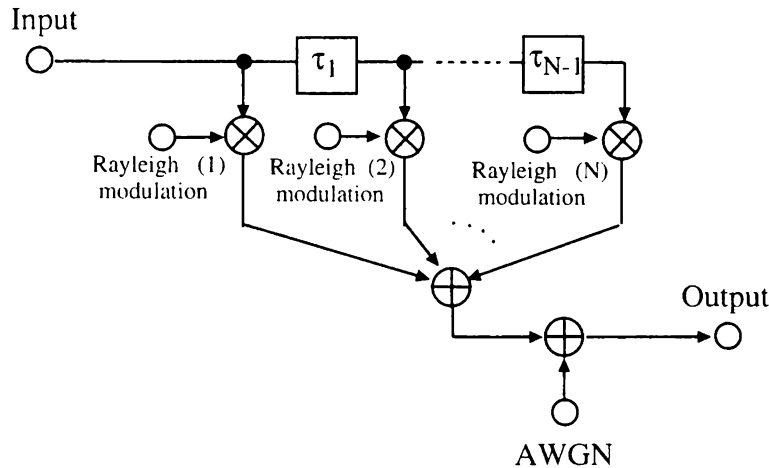 Input
τ1
τN-1
Rayleigh (1)
modulation
Rayleigh (2)
modulation
Rayleigh (N)
modulation
Output
AWGN